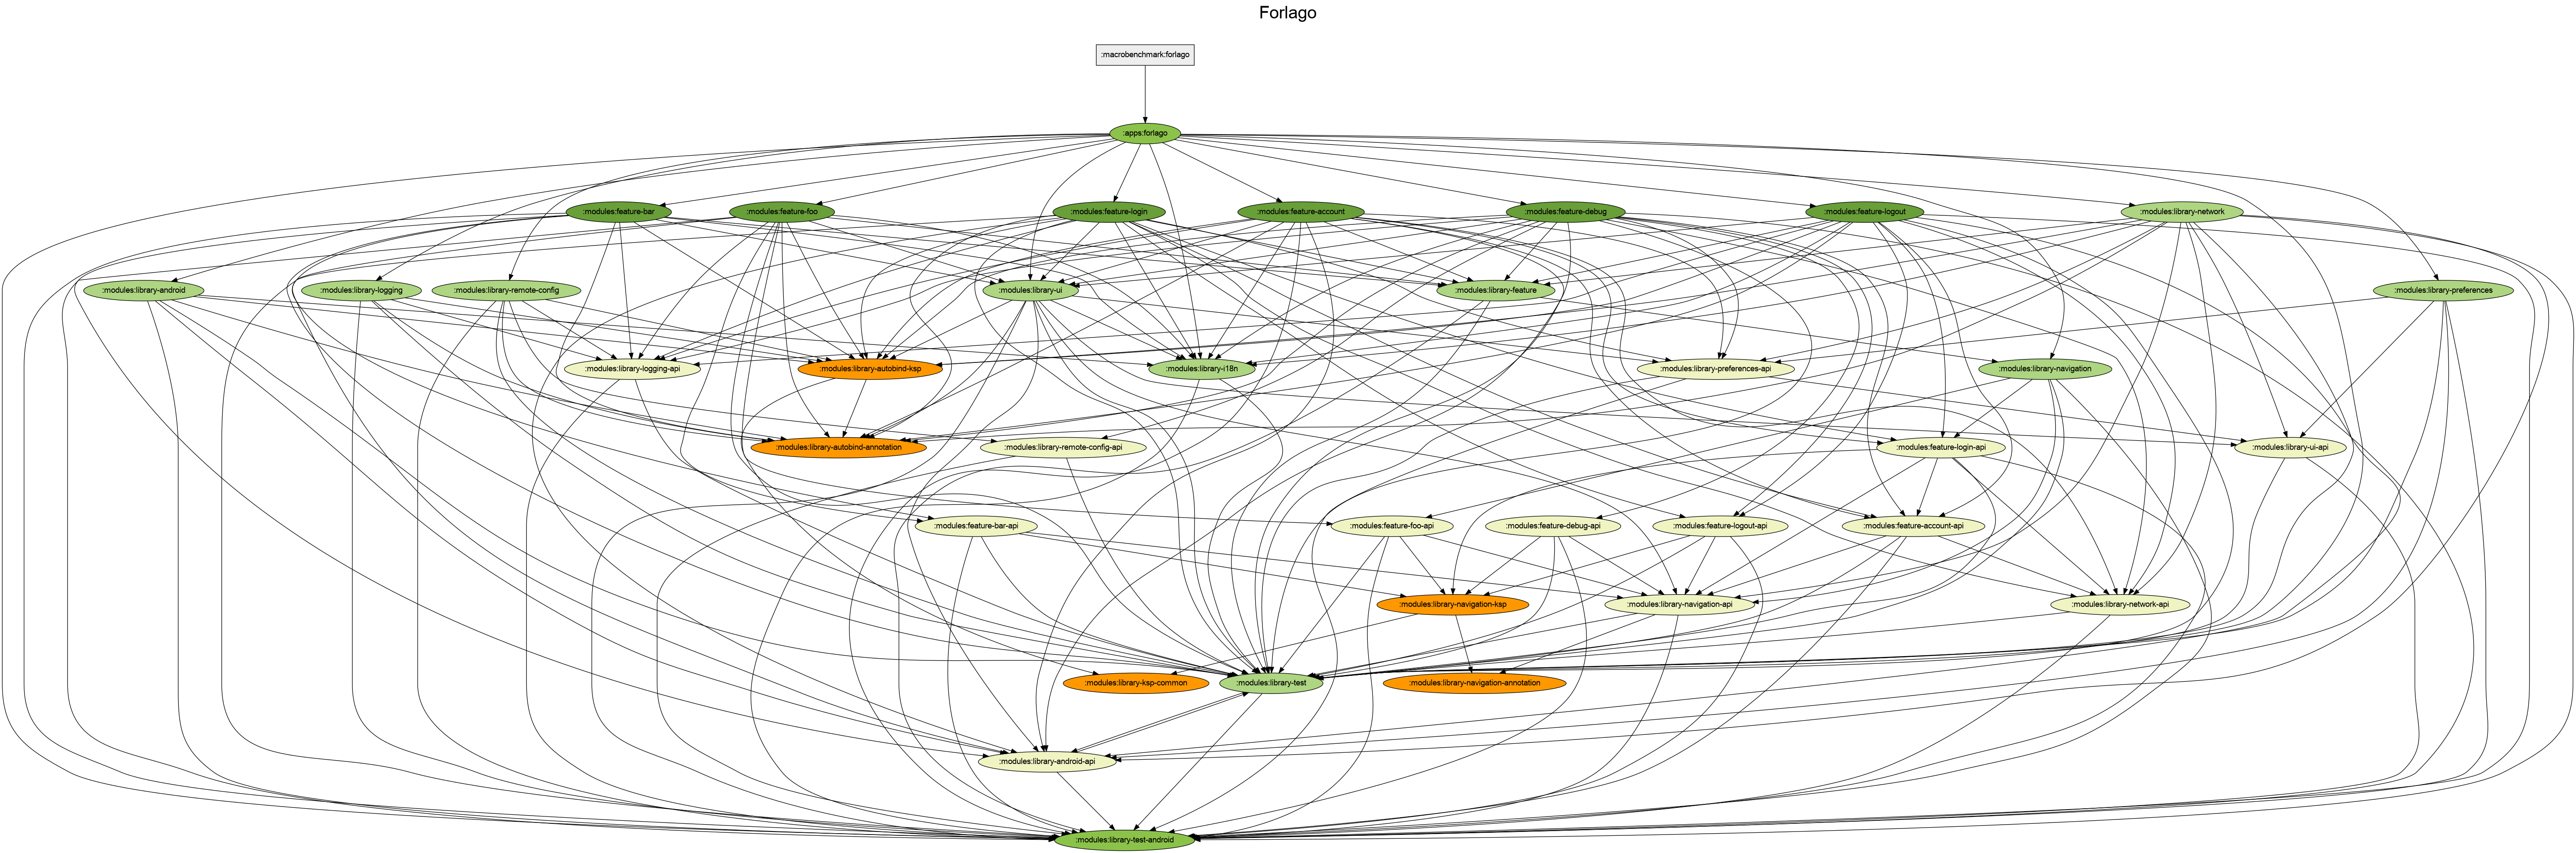 Forlago
:macrobenchmark:forlago
:apps:forlago
:modules:feature-bar
:modules:feature-foo
:modules:feature-login
:modules:feature-account
:modules:feature-debug
:modules:feature-logout
:modules:library-network
:modules:library-android
:modules:library-logging
:modules:library-remote-config
:modules:library-ui
:modules:library-feature
:modules:library-preferences
:modules:library-logging-api
:modules:library-autobind-ksp
:modules:library-i18n
:modules:library-preferences-api
:modules:library-navigation
:modules:library-autobind-annotation
:modules:library-remote-config-api
:modules:feature-login-api
:modules:library-ui-api
:modules:feature-bar-api
:modules:feature-foo-api
:modules:feature-debug-api
:modules:feature-logout-api
:modules:feature-account-api
:modules:library-navigation-ksp
:modules:library-navigation-api
:modules:library-network-api
:modules:library-ksp-common
:modules:library-test
:modules:library-navigation-annotation
:modules:library-android-api
:modules:library-test-android